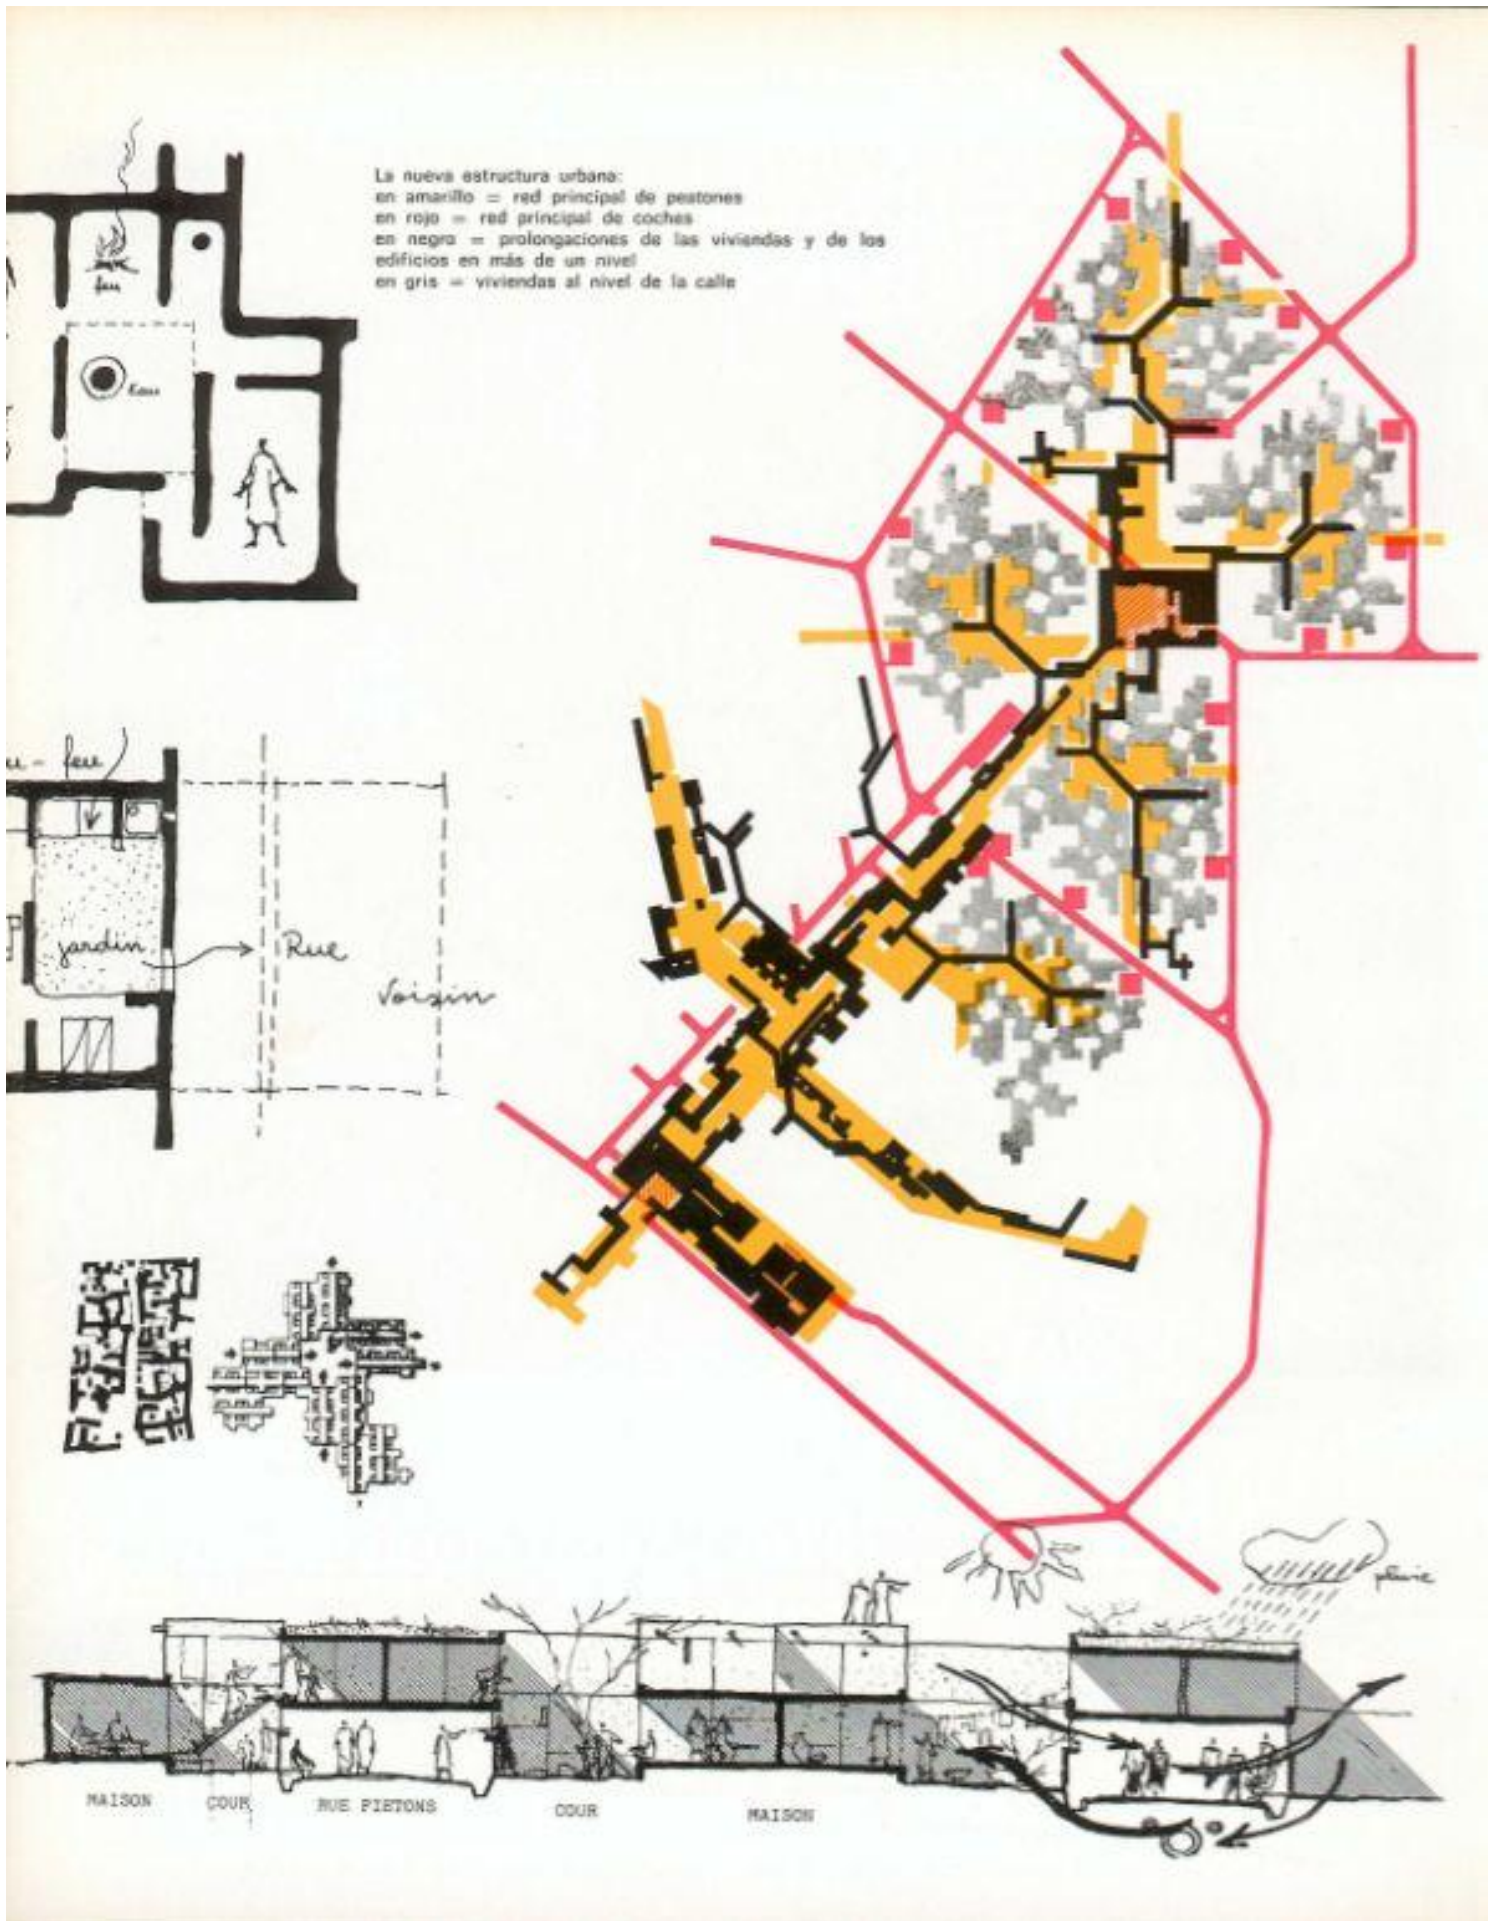 La nueva estructura urbana:
en amarillo = red principal de peatones
en rojo = red principal de coches
en negro = prolongaciones de las viviendas y de los
edificios en más de un nivel
en gris = viviendas al nivel de la calle
feu
Eau
feu
jardin
Rue
Voisin
pluie
MAISON
COUR
RUE PIETONS
COUR
MAISON